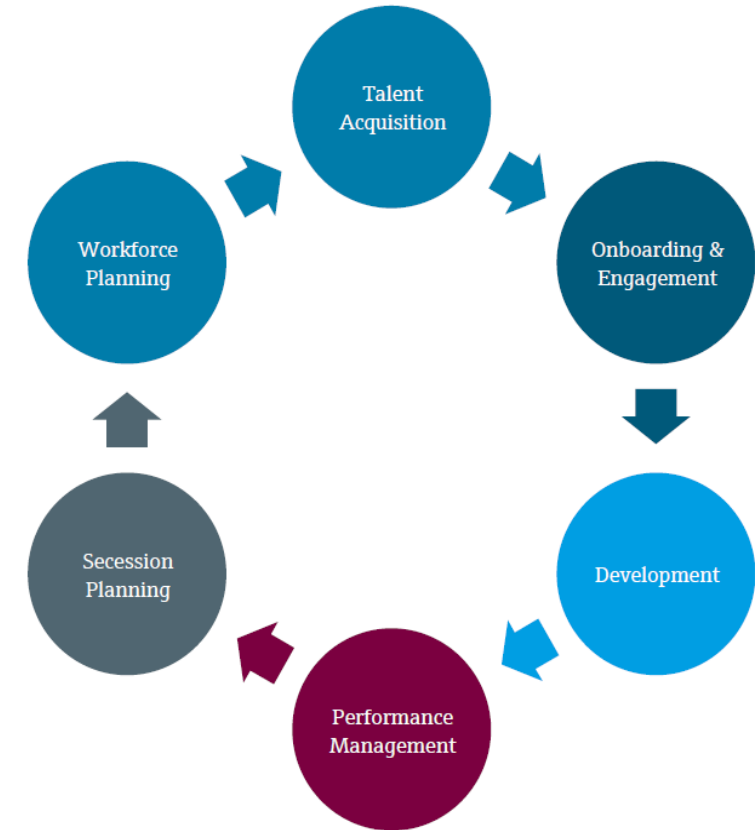 Talent
Acquisition
Onboarding &
Engagement
Development
Performance
Management
Secession
Planning
Workforce
Planning